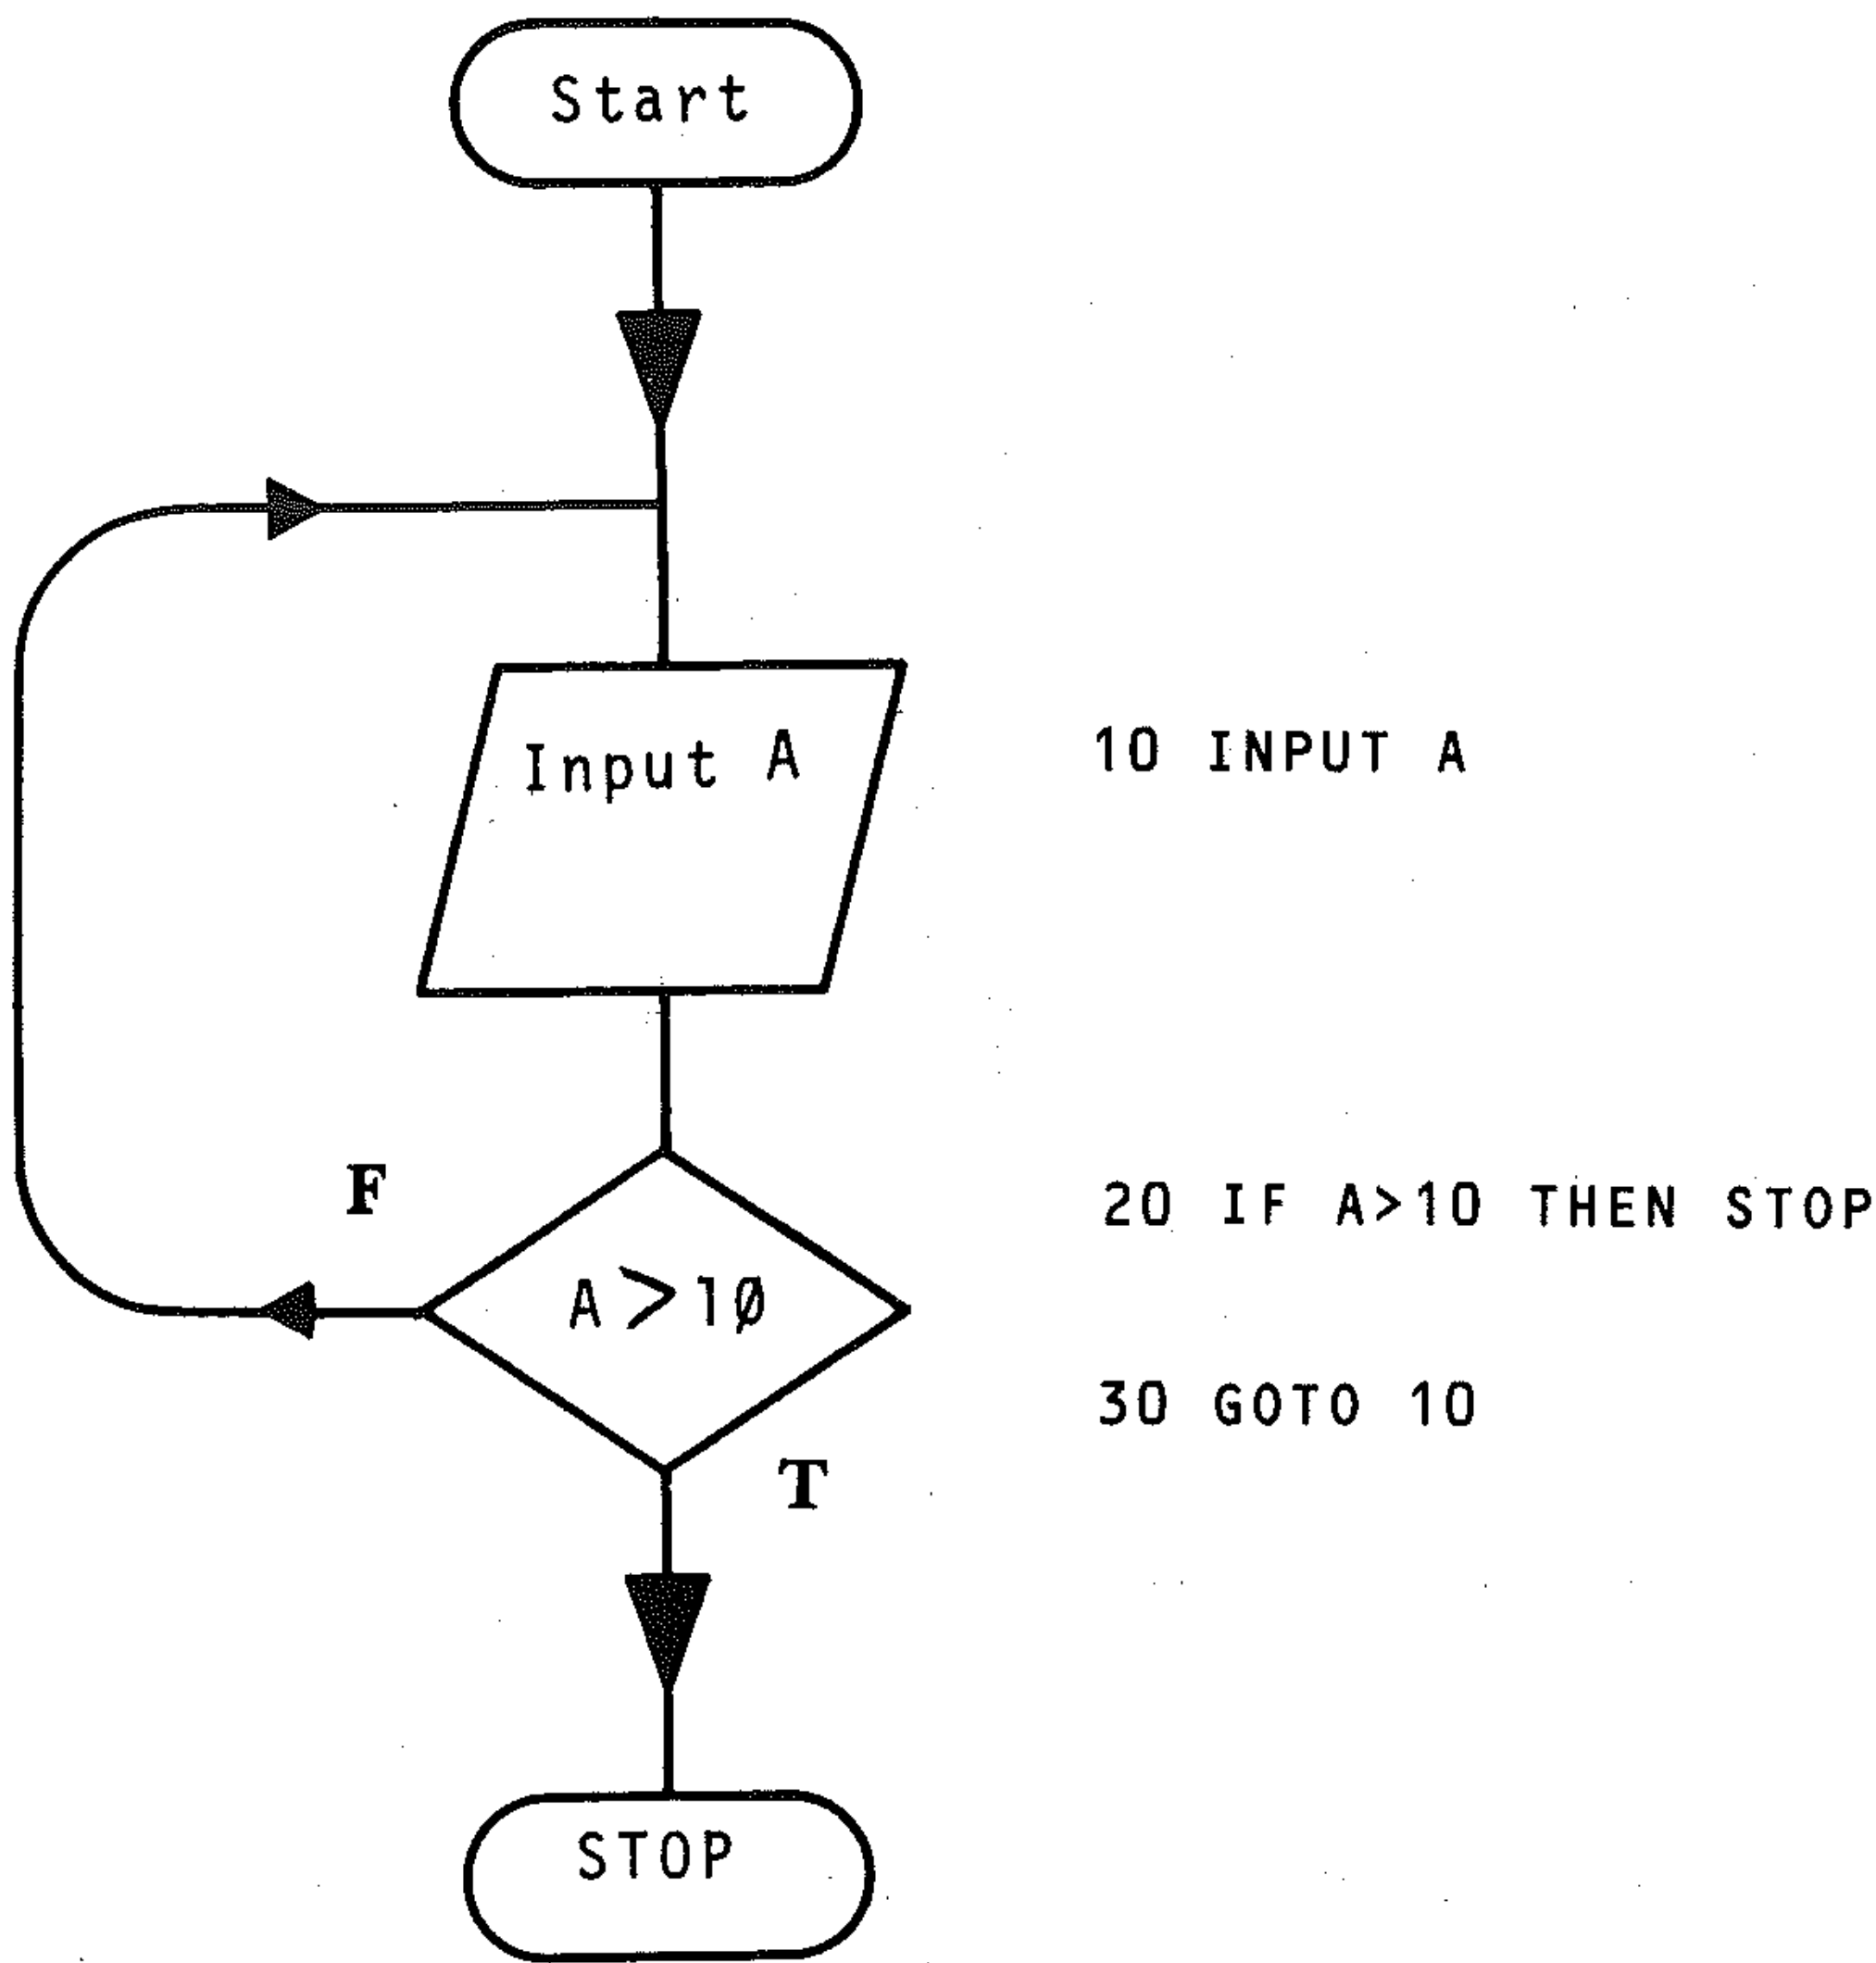 Start
Input A
10 INPUT A
F
20 IF A>10 THEN STOP
A>1Ø
30 GOTO 10
T
STOP